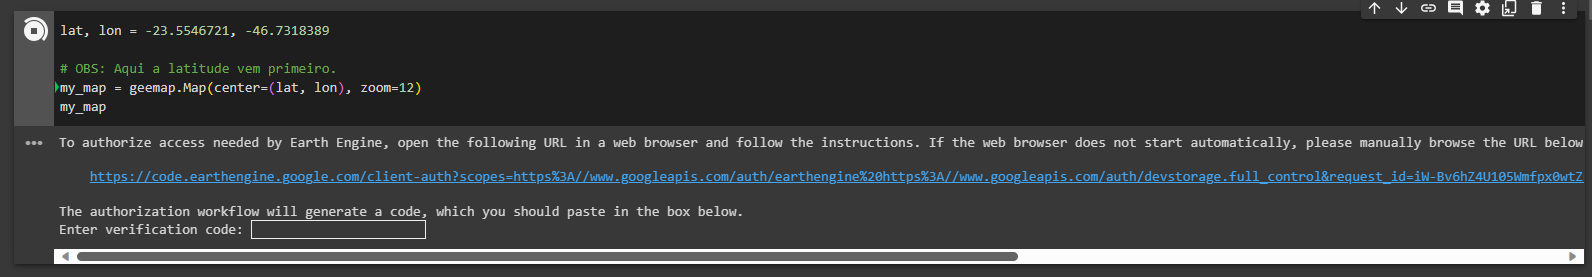 lat, lon = -23.5546721, -46.7318389
# OBS: Aqui a latitude vem primeiro.
my_map = geemap.Map(center=(lat, lon), zoom=12)
my_map
To authorize access needed by Earth Engine, open the following URL in a web browser and follow the instructions. If the web browser does not start automatically, please manually browse the URL below
https://code.earthengine.google.com/client-auth?scopes=https%3A//www.googleapis.com/auth/earthengine%20https%3A//www.googleapis.com/auth/devstorage.full_control&request_id=iW-Bv6hZ4U105Wmfpx0wtZ
The authorization workflow will generate a code, which you should paste in the box below.
Enter verification code: